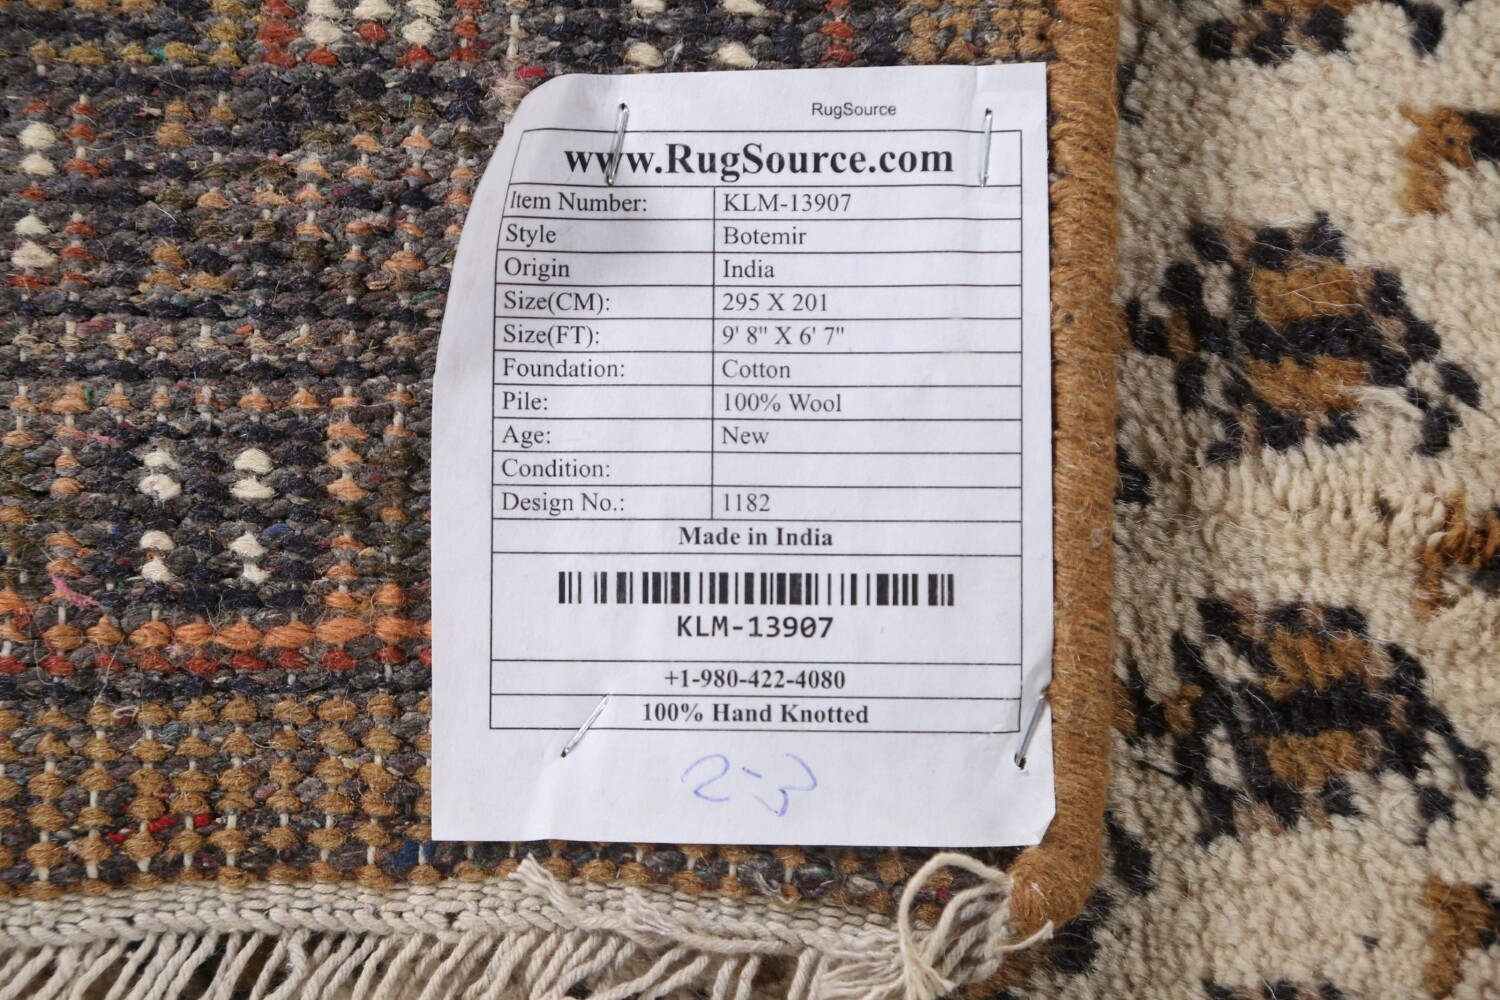 RugSource
www.RugSource.com
Item Number: KLM-13907
Style Botemir
Origin India
Size(CM): 295 X 201
Size(FT): 9' 8" X 6' 7"
Foundation: Cotton
Pile: 100% Wool
Age: New
Condition:
Design No.: 1182
Made in India
KLM-13907
+1-980-422-4080
100% Hand Knotted
2-3